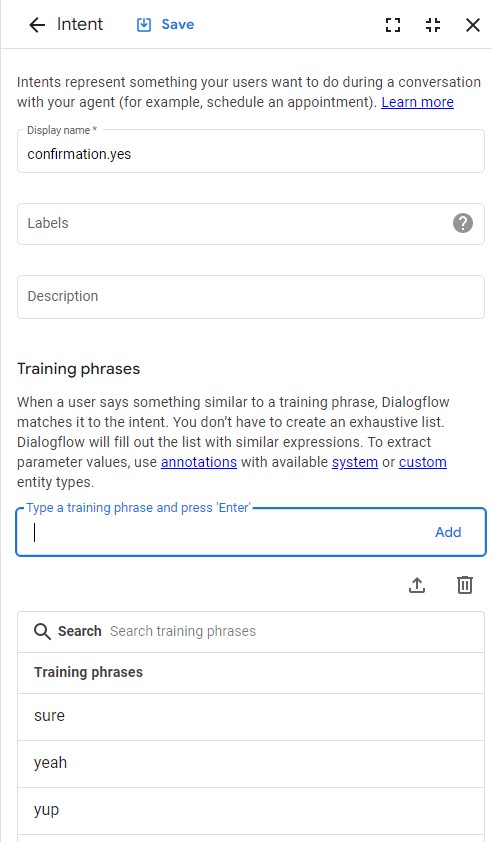 Intent Save
Intents represent something your users want to do during a conversation
with your agent (for example, schedule an appointment). Learn more
Display name *
confirmation.yes
Labels
Description
Training phrases
When a user says something similar to a training phrase, Dialogflow
matches it to the intent. You don’t have to create an exhaustive list.
Dialogflow will fill out the list with similar expressions. To extract
parameter values, use annotations with available system or custom
entity types.
Type a training phrase and press 'Enter'
Add
Search Search training phrases
Training phrases
sure
yeah
yup